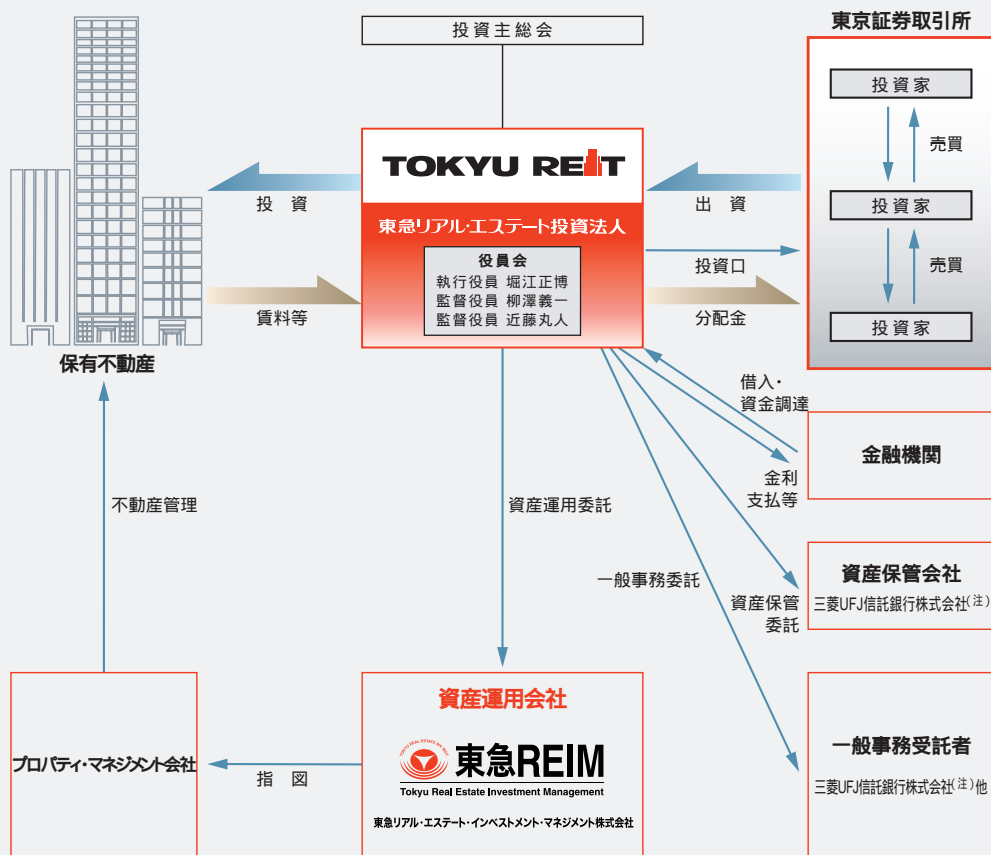 投資主総会
東京証券取引所
投資家
売買
投資家
売買
投資家
TOKYU REIT
東急リアル・エステート投資法人
役員会
執行役員 堀江正博
監督役員 柳澤義一
監督役員 近藤丸人
投 資
賃料等
保有不動産
出 資
投資口
分配金
借入・
資金調達
金利
支払等
金融機関
不動産管理
資産運用委託
一般事務委託
資産保管
委託
資産保管会社
三菱UFJ信託銀行株式会社(注)
プロパティ・マネジメント会社
指 図
資産運用会社
TOKYU REAL ESTATE INV. MGT.
東急REIM
Tokyu Real Estate Investment Management
東急リアル・エステート・インベストメント・マネジメント株式会社
一般事務受託者
三菱UFJ信託銀行株式会社(注)他